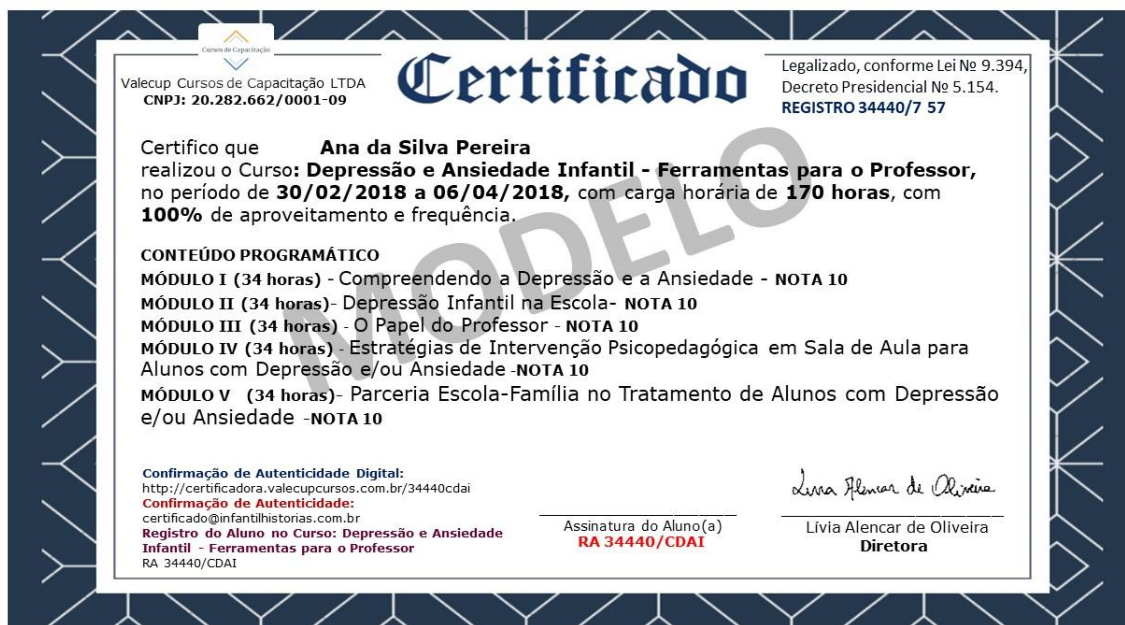 Cursos de Capacitação
Valecup Cursos de Capacitação LTDA
CNPJ: 20.282.662/0001-09
Certificado
Legalizado, conforme Lei Nº 9.394,
Decreto Presidencial Nº 5.154.
REGISTRO 34440/7 57
Certifico que Ana da Silva Pereira
realizou o Curso: Depressão e Ansiedade Infantil - Ferramentas para o Professor,
no período de 30/02/2018 a 06/04/2018, com carga horária de 170 horas, com
100% de aproveitamento e frequência.
MODELO
CONTEÚDO PROGRAMÁTICO
MÓDULO I (34 horas) - Compreendendo a Depressão e a Ansiedade - NOTA 10
MÓDULO II (34 horas)- Depressão Infantil na Escola- NOTA 10
MÓDULO III (34 horas) - O Papel do Professor - NOTA 10
MÓDULO IV (34 horas) - Estratégias de Intervenção Psicopedagógica em Sala de Aula para
Alunos com Depressão e/ou Ansiedade -NOTA 10
MÓDULO V (34 horas)- Parceria Escola-Família no Tratamento de Alunos com Depressão
e/ou Ansiedade -NOTA 10
Confirmação de Autenticidade Digital:
http://certificadora.valecupcursos.com.br/34440cdai
Confirmação de Autenticidade:
certificado@infantilhistorias.com.br
Registro do Aluno no Curso: Depressão e Ansiedade
Infantil - Ferramentas para o Professor
RA 34440/CDAI
Assinatura do Aluno(a)
RA 34440/CDAI
Livia Alencar de Oliveira
Lívia Alencar de Oliveira
Diretora